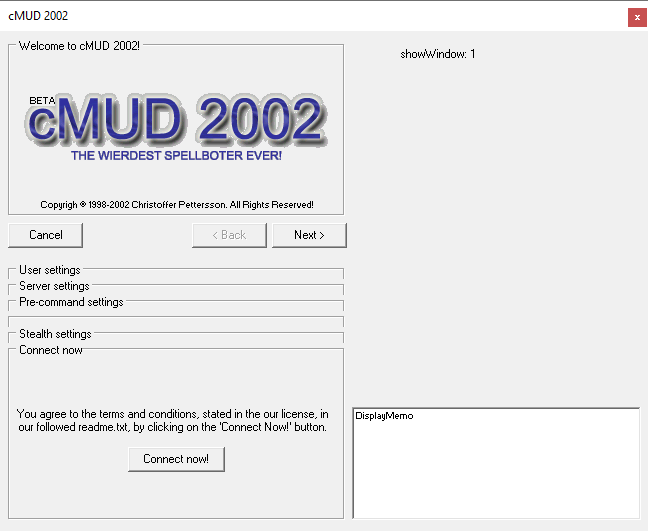 cMUD 2002
x
Welcome to cMUD 2002!
showWindow: 1
BETA
cMUD 2002
THE WIERDEST SPELLBOTER EVER!
Copyrigh © 1998-2002 Christoffer Pettersson. All Rights Reserved!
Cancel
< Back
Next >
User settings
Server settings
Pre-command settings
Stealth settings
Connect now
You agree to the terms and conditions, stated in the our license, in
our followed readme.txt, by clicking on the 'Connect Now!' button.
Connect now!
DisplayMemo